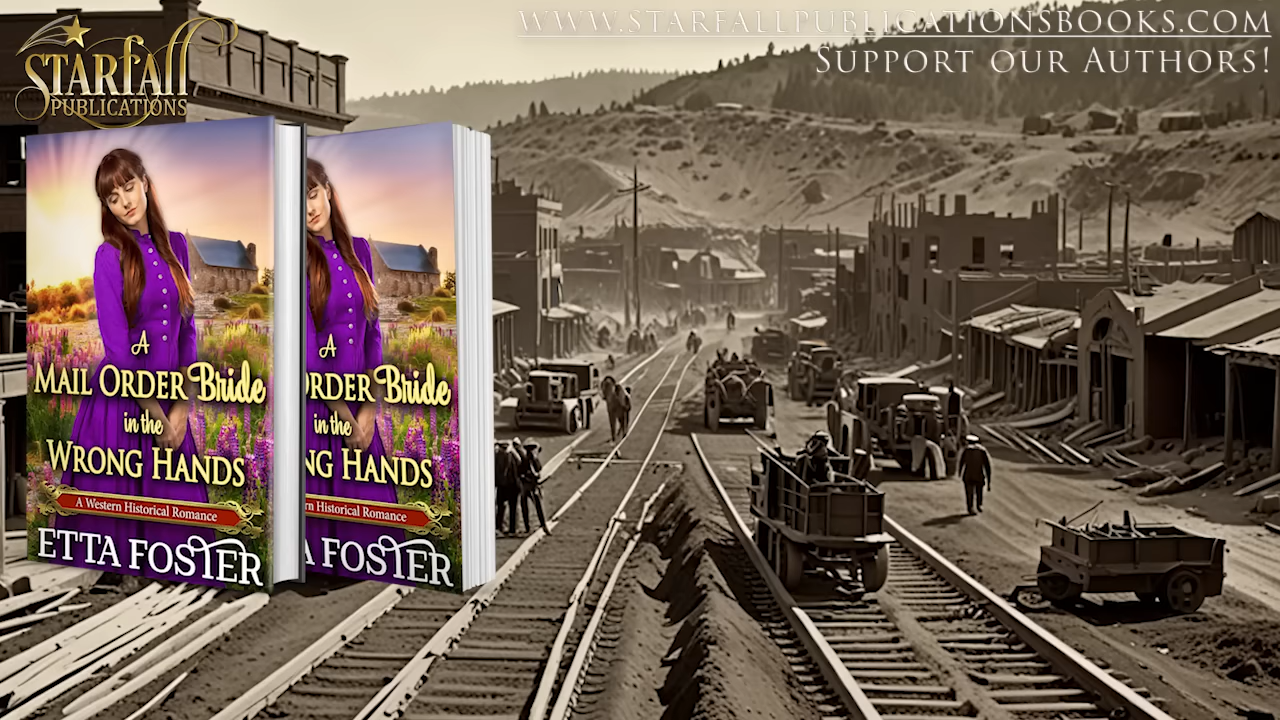 STARfall
PUBLICATIONS
www.starfallpublicationsbooks.com
Support our Authors!
A
Mail Order Bride
in the
Wrong Hands
A Western Historical Romance
ETTA FOSTER
A
Order Bride
in the
ng Hands
rn Historical Romance
A FOSTER